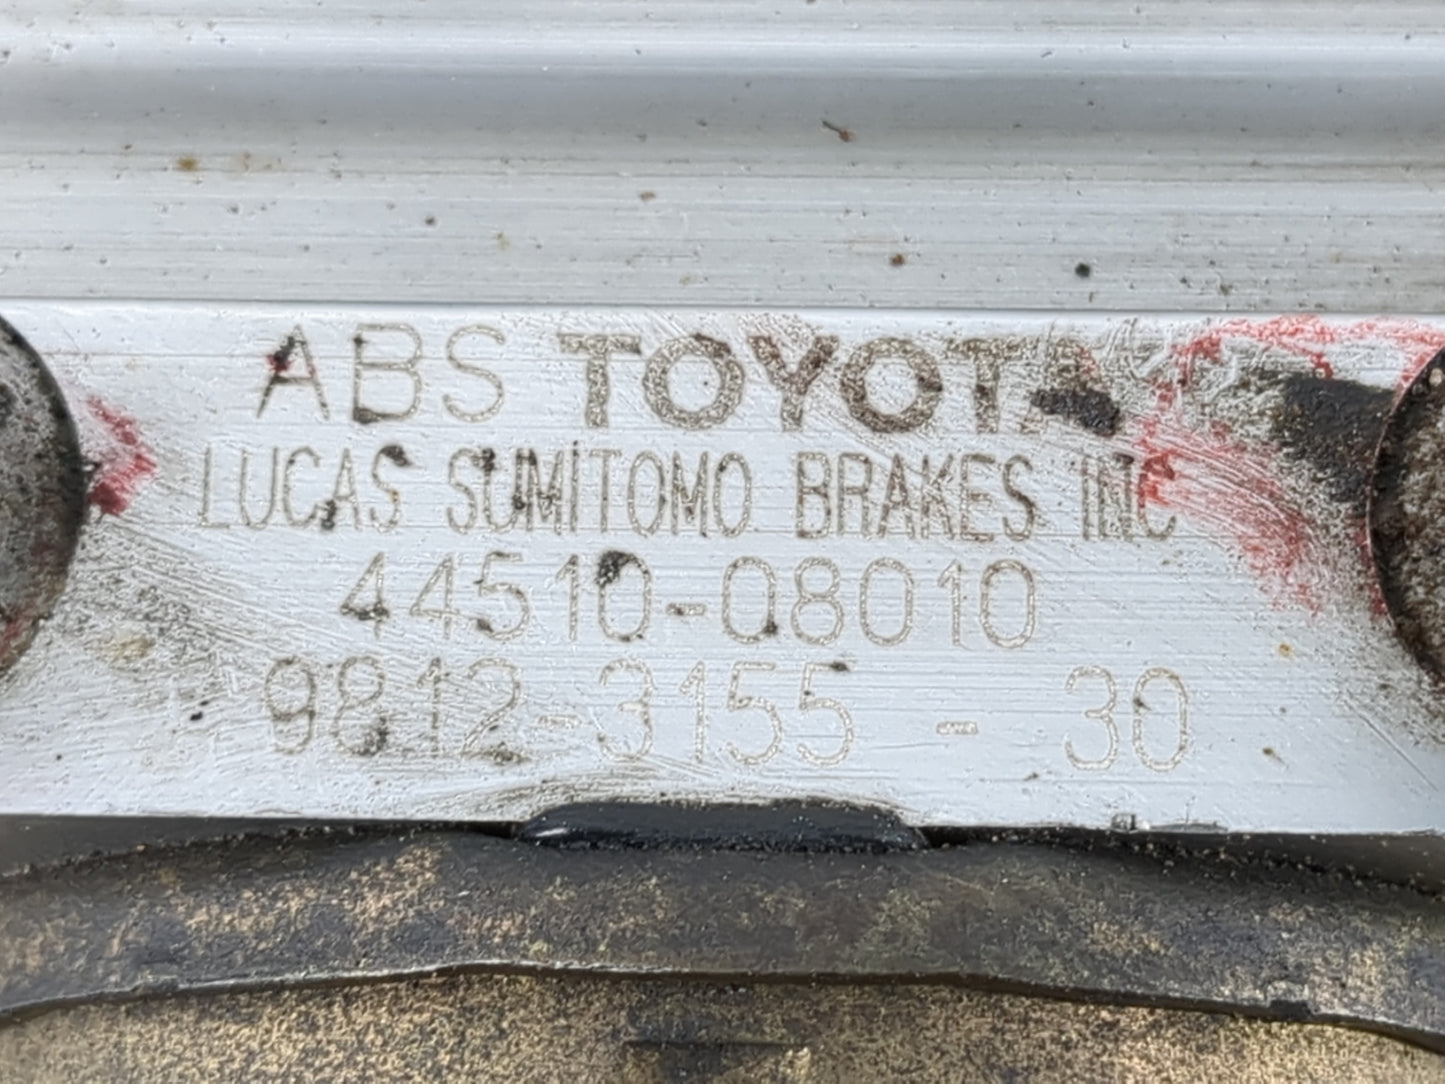 ABS TOYOTA
LUCAS SUMITOMO BRAKES INC
44510-08010
9812-3155-30